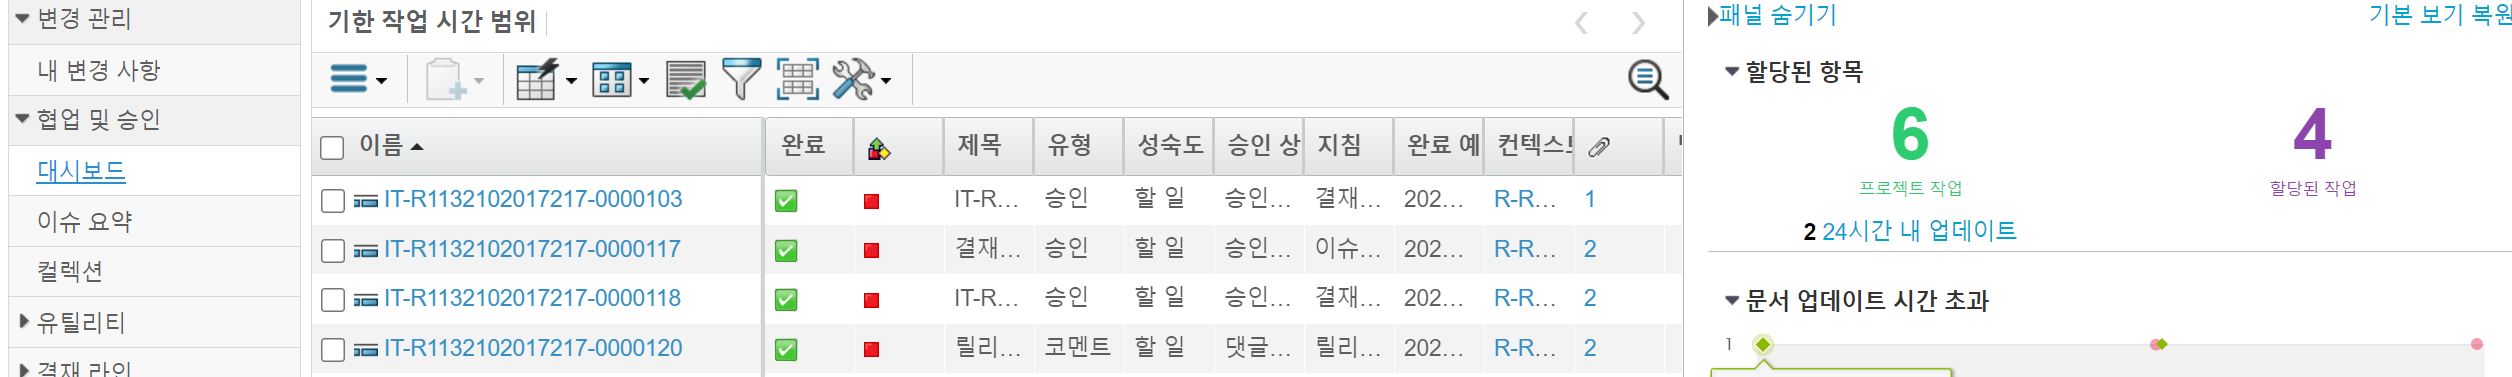 변경 관리
내 변경 사항
협업 및 승인
대시보드
이슈 요약
컬렉션
유틸리티
결재 라인
기한 작업 시간 범위
이름 완료 제목 유형 성숙도 승인 상 지침 완료 예 컨텍스트
IT-R1132102017217-0000103 IT-R... 승인 할 일 승인... 결재... 202... R-R... 1
IT-R1132102017217-0000117 결재... 승인 할 일 승인... 이슈... 202... R-R... 2
IT-R1132102017217-0000118 IT-R... 승인 할 일 승인... 결재... 202... R-R... 2
IT-R1132102017217-0000120 릴리... 코멘트 할 일 댓글... 릴리... 202... R-R... 2
패널 숨기기 기본 보기 복원
할당된 항목
6 4
프로젝트 작업 할당된 작업
2 24시간 내 업데이트
문서 업데이트 시간 초과
1